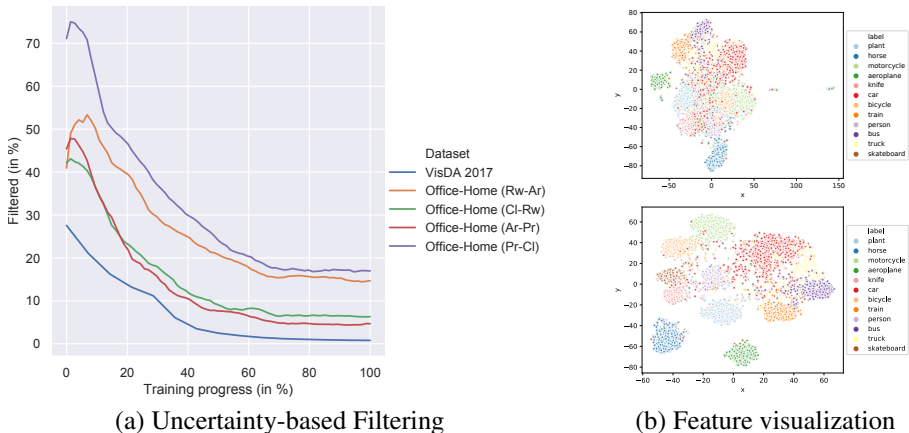 70
60
50
40
30
20
10
0
Filtered (in %)
0 20 40 60 80 100
Training progress (in %)
Dataset
VisDA 2017
Office-Home (Rw-Ar)
Office-Home (Cl-Rw)
Office-Home (Ar-Pr)
Office-Home (Pr-Cl)
(a) Uncertainty-based Filtering
80
60
40
20
0
−20
−40
−60
−80
y
−50 0 50 100 150
x
label
plant
horse
motorcycle
aeroplane
knife
car
bicycle
train
person
bus
truck
skateboard
60
40
20
0
−20
−40
−60
−80
y
−60 −40 −20 0 20 40 60
x
label
plant
horse
motorcycle
aeroplane
knife
car
bicycle
train
person
bus
truck
skateboard
(b) Feature visualization